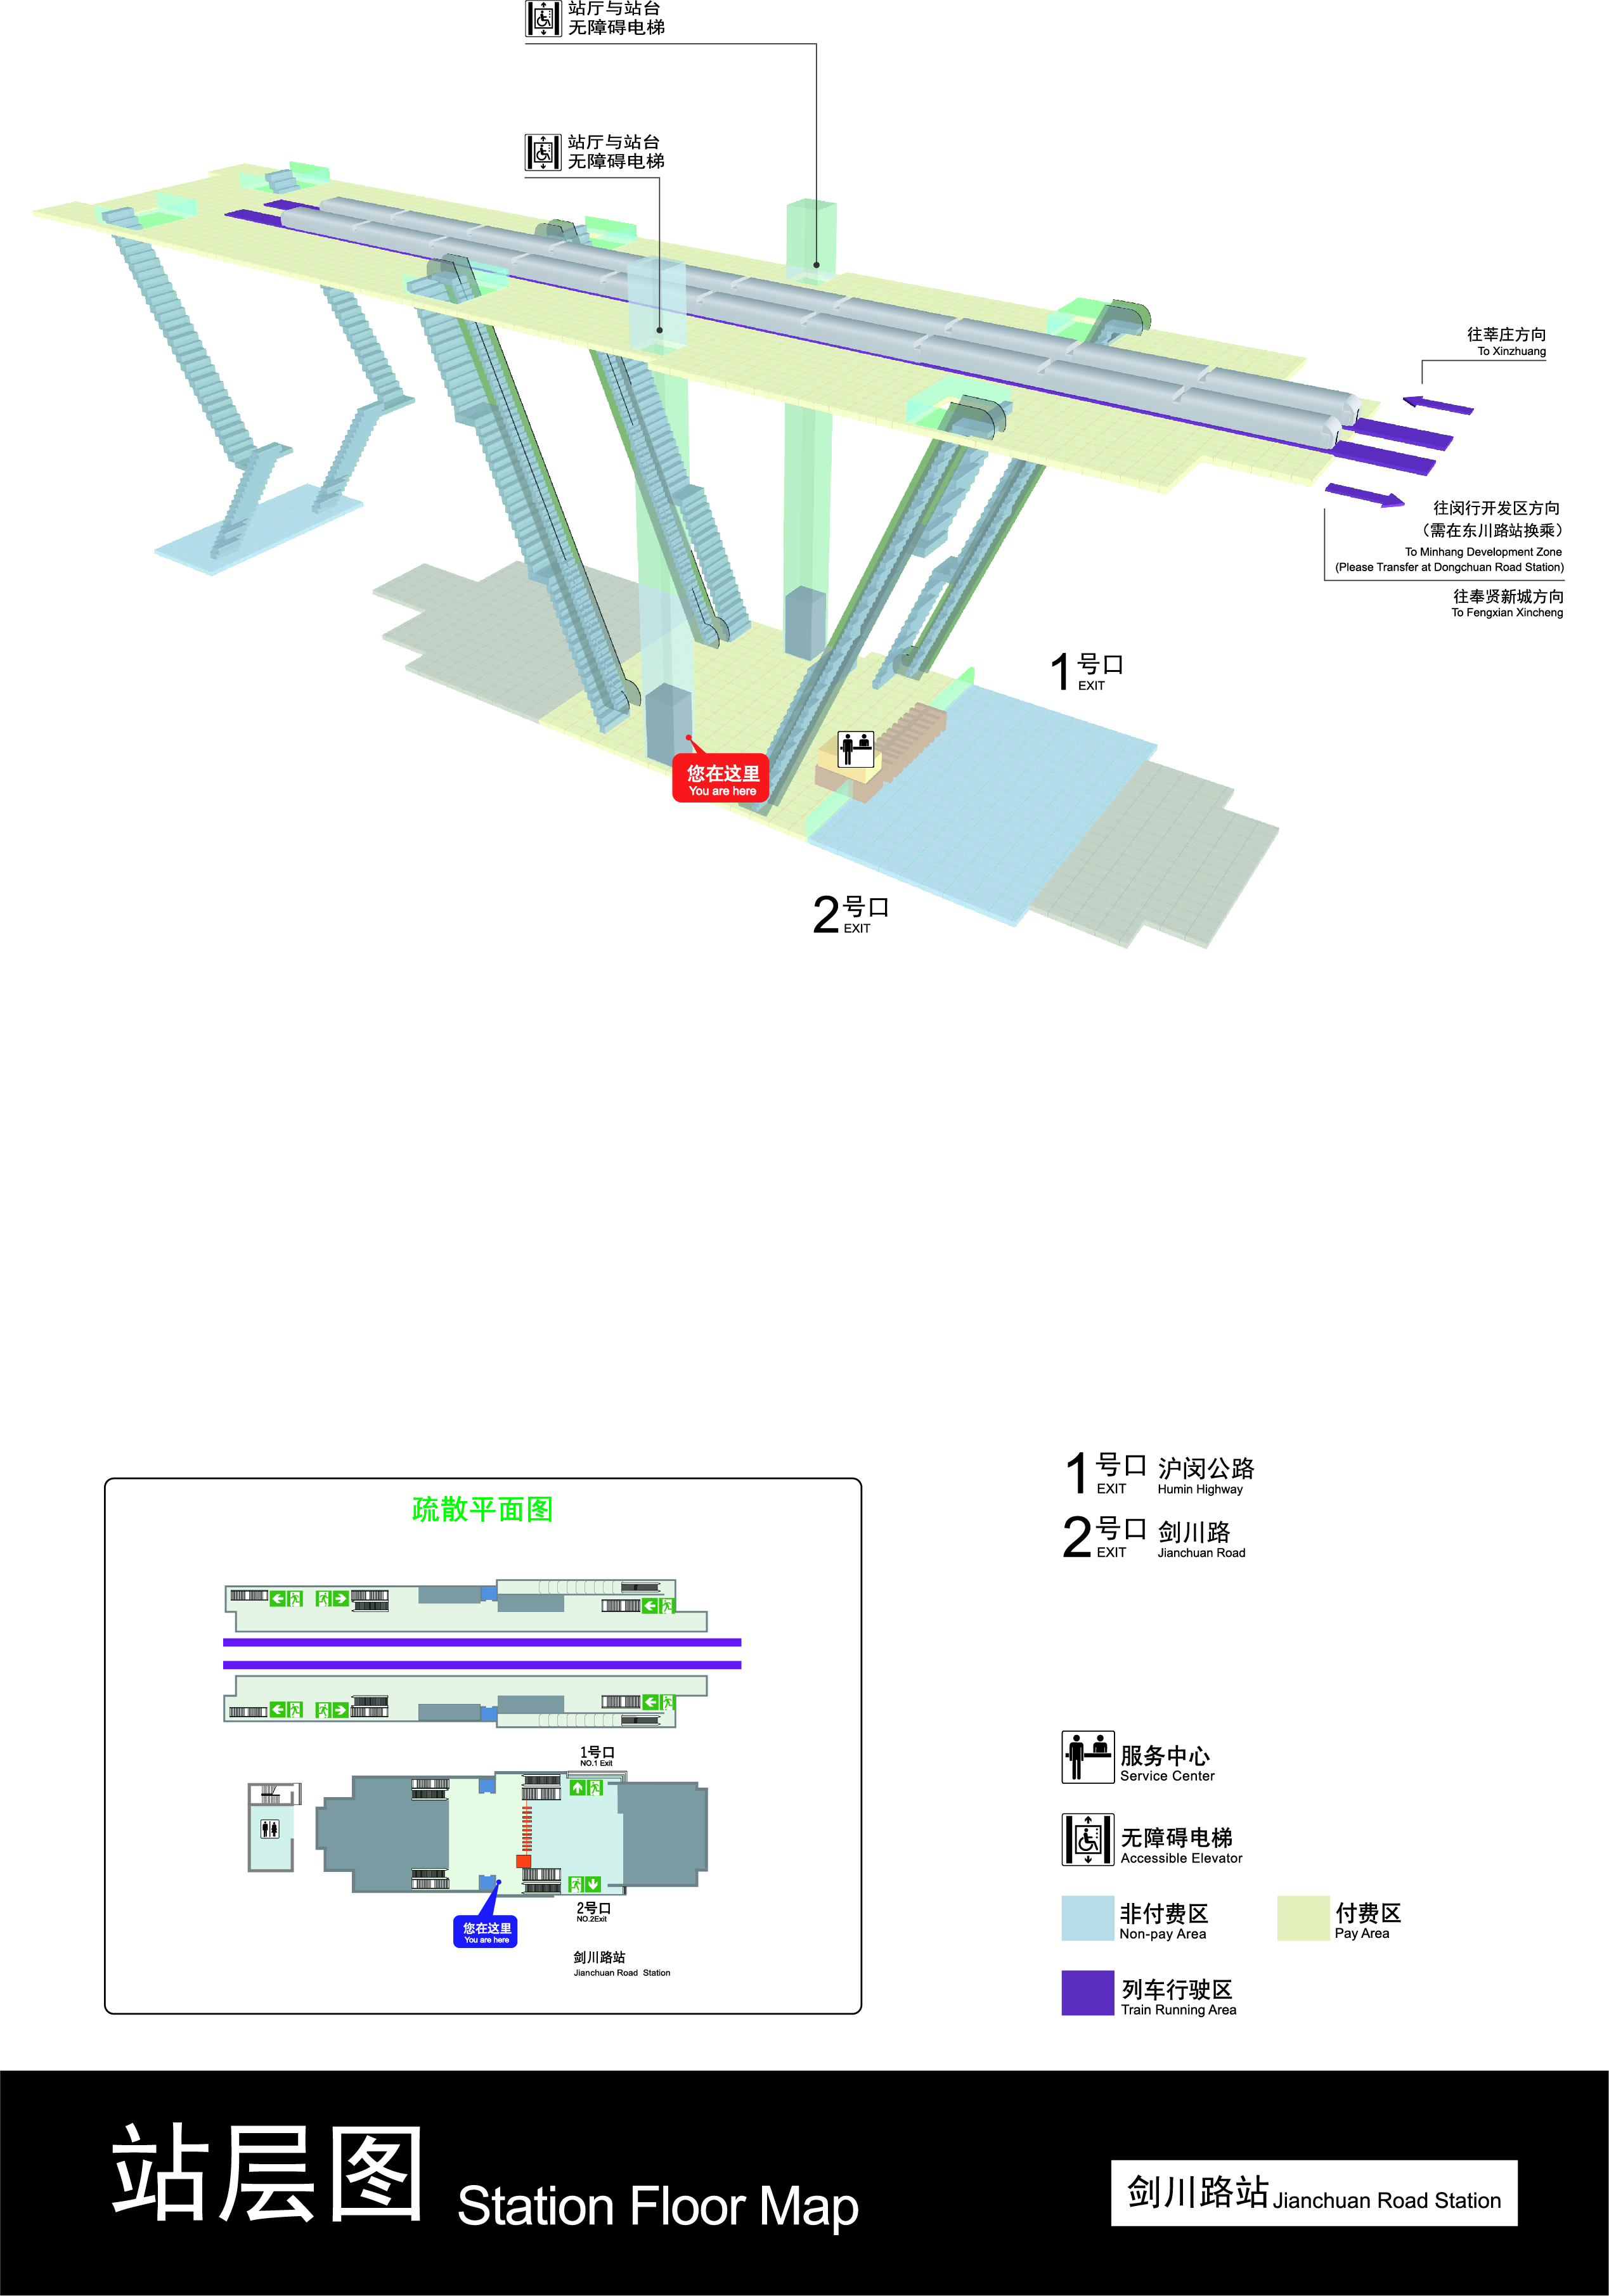 站厅与站台
无障碍电梯
站厅与站台
无障碍电梯
往莘庄方向
To Xinzhuang
往闵行开发区方向
（需在东川路站换乘）
To Minhang Development Zone
(Please Transfer at Dongchuan Road Station)
往奉贤新城方向
To Fengxian Xincheng
1号口
EXIT
您在这里
You are here
2号口
EXIT
1号口 沪闵公路
EXIT Humin Highway
2号口 剑川路
EXIT Jianchuan Road
疏散平面图
1号口
NO.1 Exit
您在这里
You are here
2号口
NO.2Exit
剑川路站
Jianchuan Road Station
服务中心
Service Center
无障碍电梯
Accessible Elevator
非付费区
Non-pay Area
付费区
Pay Area
列车行驶区
Train Running Area
站层图 Station Floor Map
剑川路站 Jianchuan Road Station